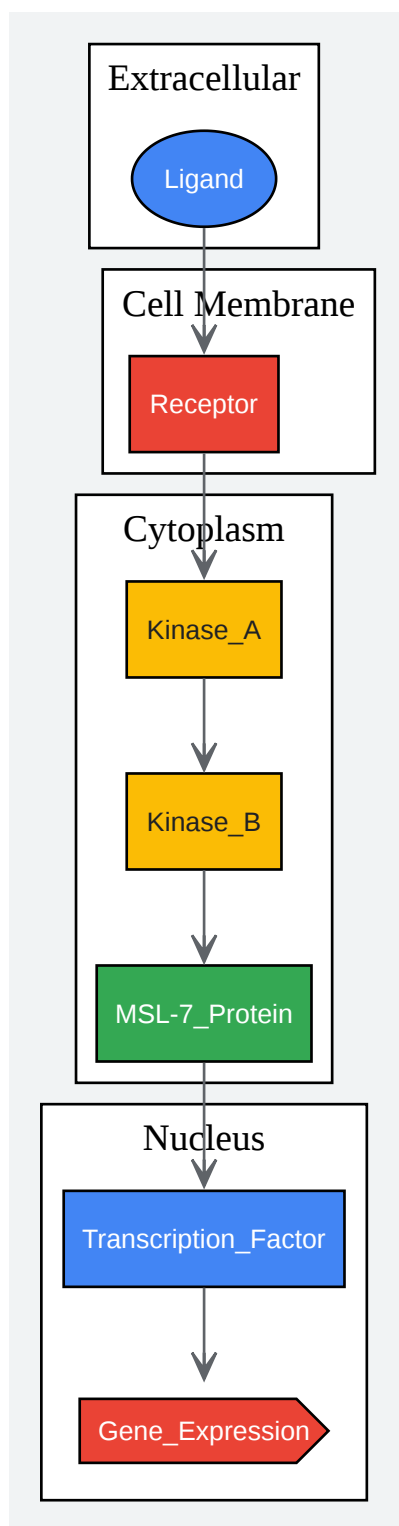 Extracellular
Ligand
Cell Membrane
Receptor
Cytoplasm
Kinase_A
Kinase_B
MSL-7_Protein
Nucleus
Transcription_Factor
Gene_Expression